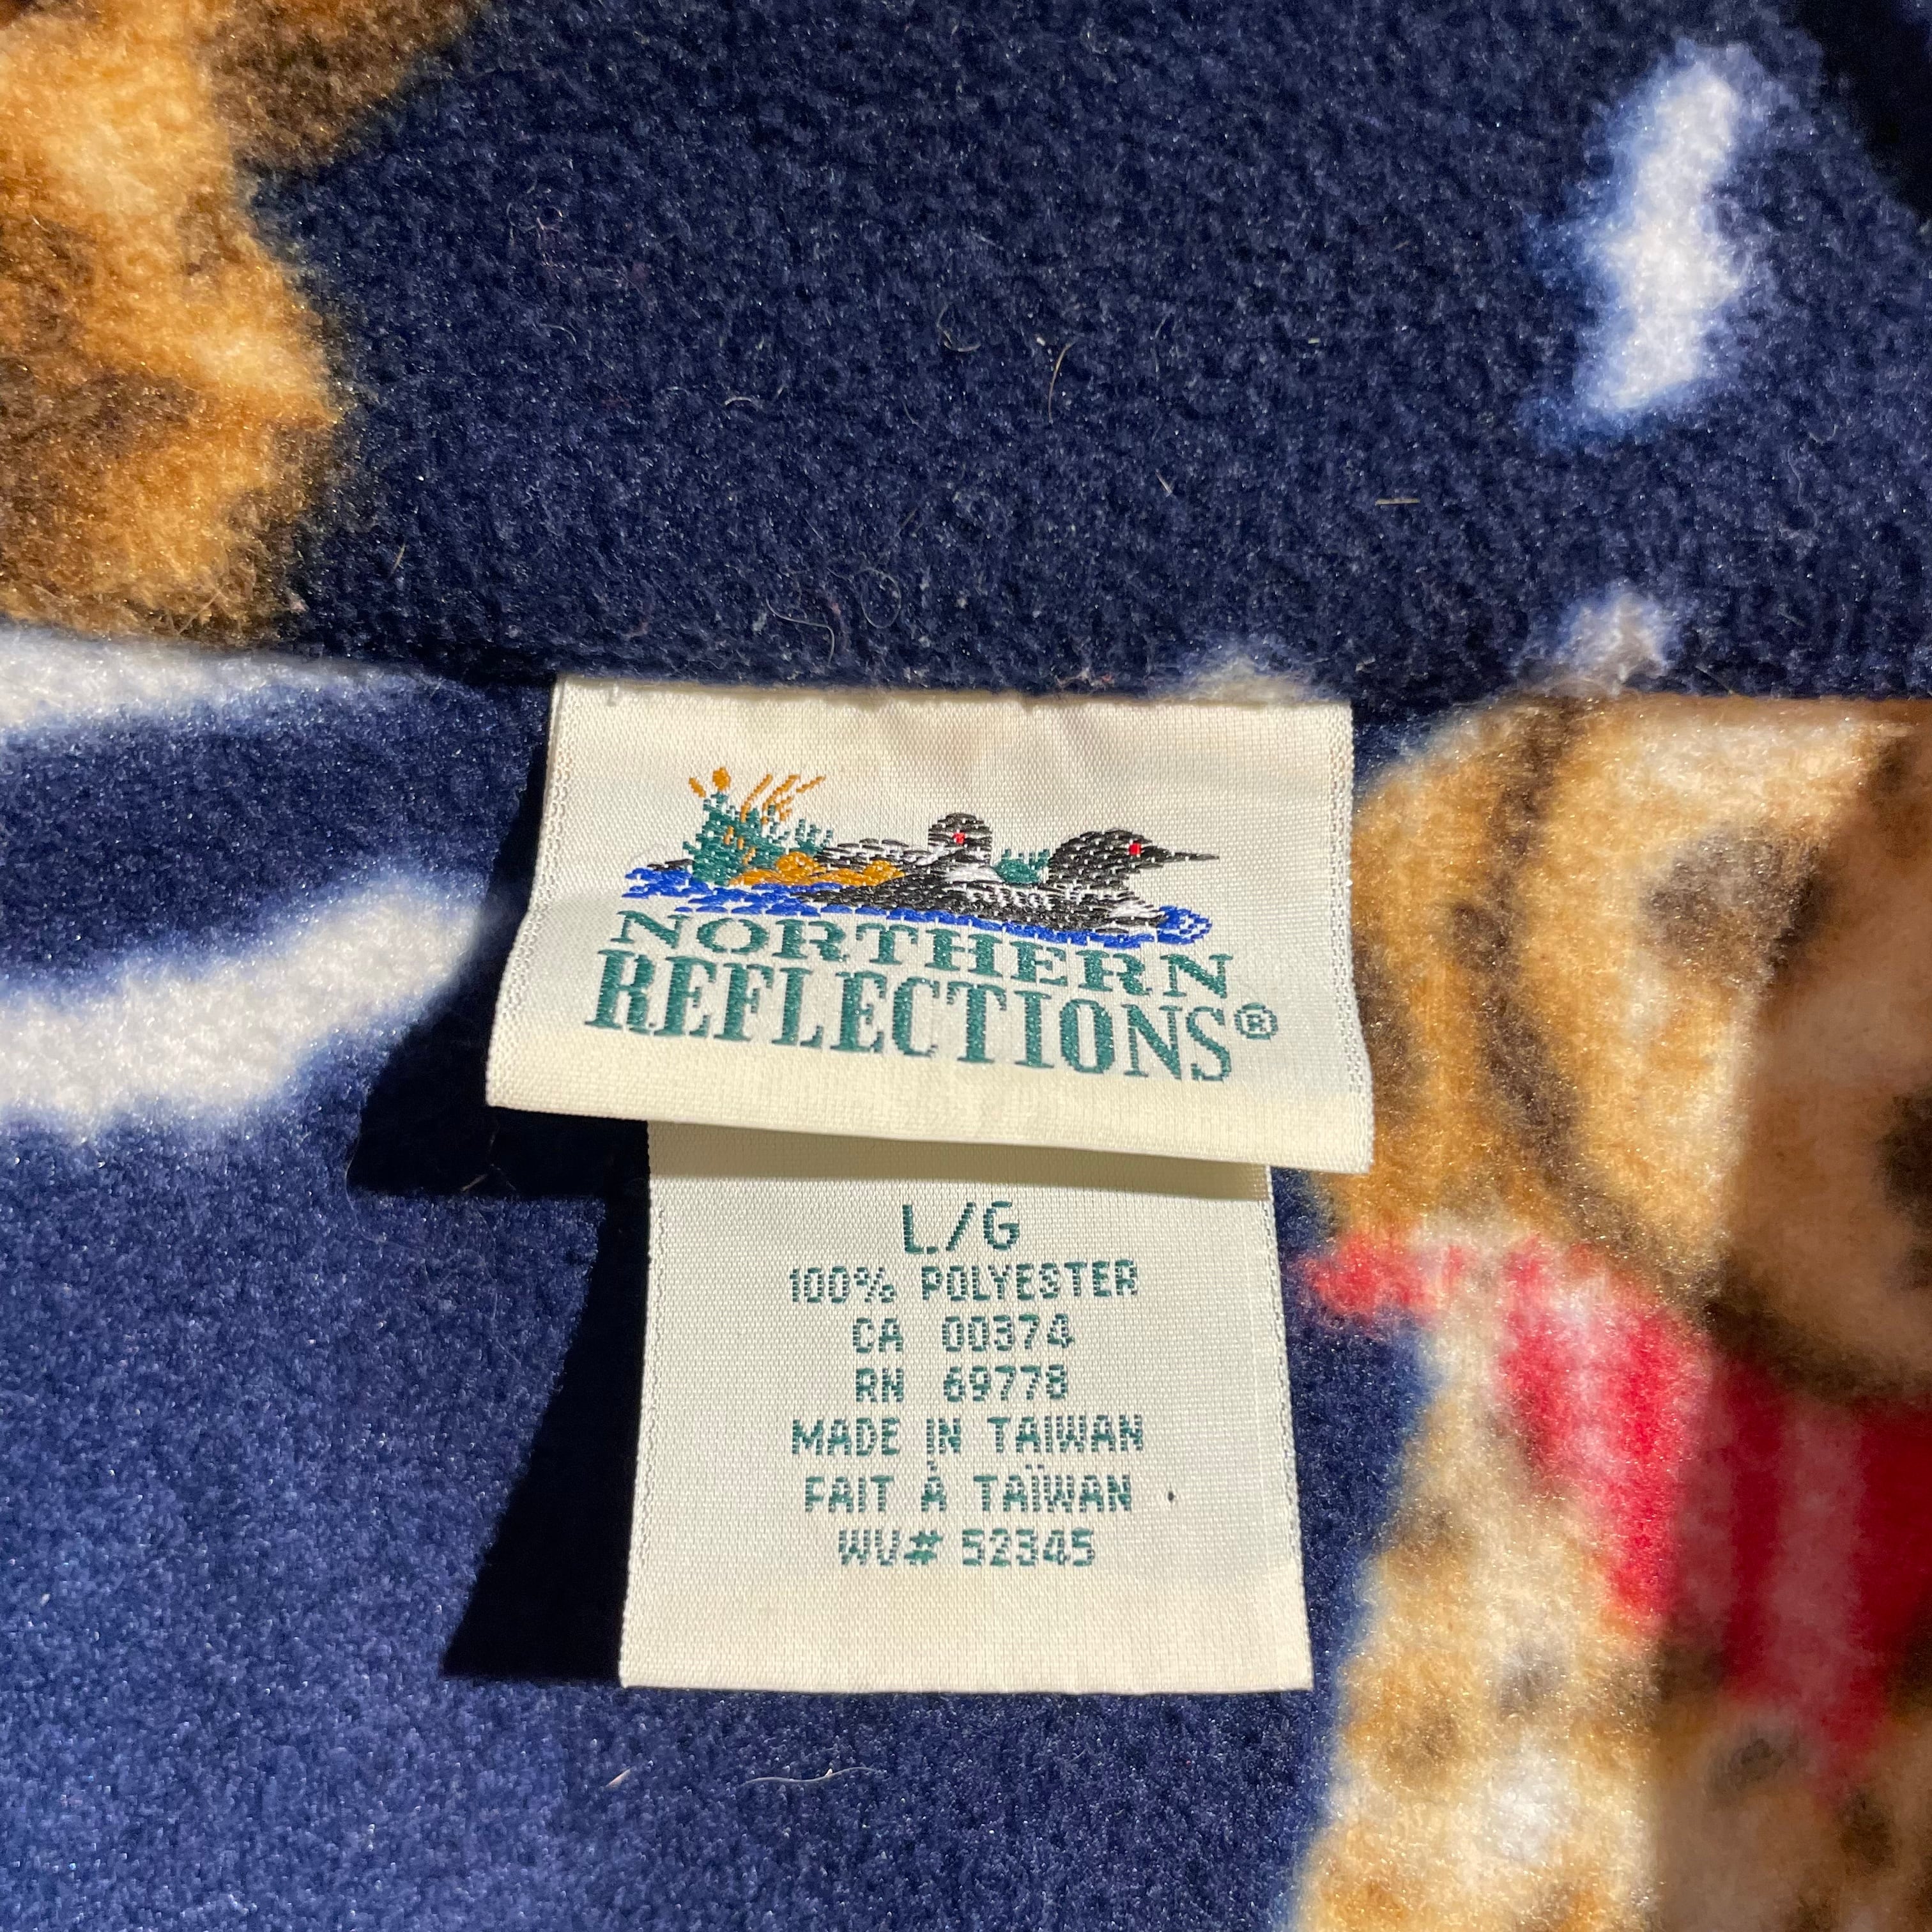 NORTHERN
REFLECTIONS®
L/G
100% POLYESTER
CA 00374
RN 69778
MADE IN TAIWAN
FAIT À TAÏWAN
WV# 52345